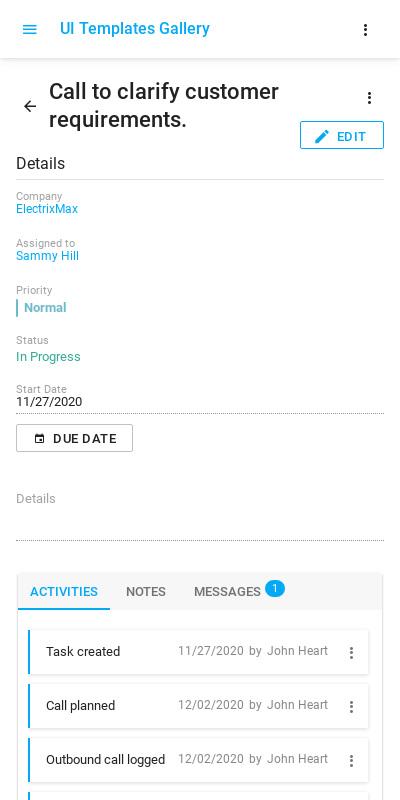 UI Templates Gallery
Call to clarify customer
requirements.
EDIT
Details
Company
ElectrixMax
Assigned to
Sammy Hill
Priority
Normal
Status
In Progress
Start Date
11/27/2020
DUE DATE
Details
ACTIVITIES NOTES MESSAGES 1
Task created 11/27/2020 by John Heart
Call planned 12/02/2020 by John Heart
Outbound call logged 12/02/2020 by John Heart